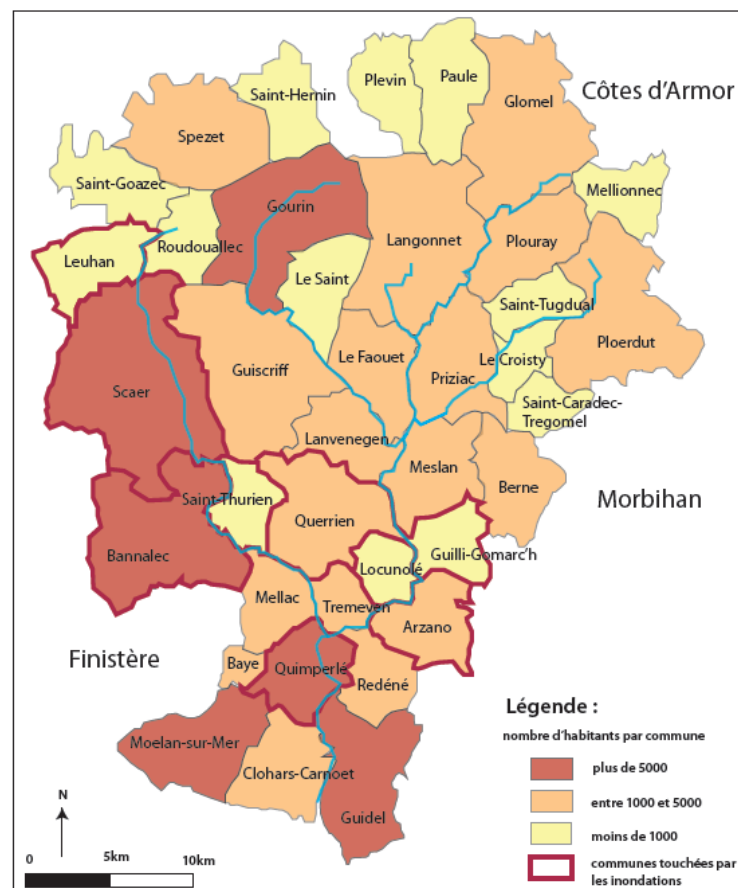 Côtes d'Armor
Saint-Hernin
Plevin
Paule
Glomel
Spezet
Saint-Goazec
Mellionnec
Gourin
Leuhan
Roudouallec
Langonnet
Plouray
Le Saint
Saint-Tugdual
Ploerdut
Guiscriff
Le Faouet
Priziac
Le Croisty
Scaer
Saint-Caradec-
Tregomel
Lanvenegen
Meslan
Berne
Morbihan
Saint-Thurien
Querrien
Bannalec
Guilli-Gomarc'h
Locunolé
Mellac
Tremeven
Arzano
Finistère
Baye
Quimperlé
Redéné
Moelan-sur-Mer
Clohars-Carnoet
Guidel
Légende :
nombre d'habitants par commune
plus de 5000
entre 1000 et 5000
moins de 1000
communes touchées par
les inondations
N
0 5km 10km